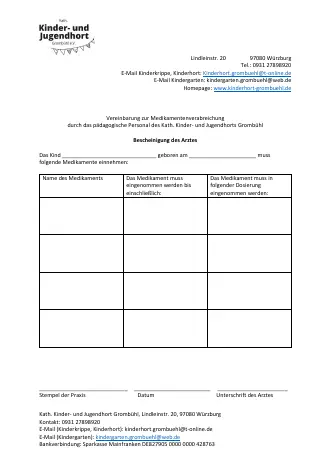 Kath.
Kinder- und
Jugendhort
Grombühl e.V.
Lindleinstr. 20 97080 Würzburg
Tel.: 0931 27898920
E-Mail Kinderkrippe, Kinderhort: Kinderhort.grombuehl@t-online.de
E-Mail Kindergarten: kindergarten.grombuehl@web.de
Homepage: www.kinderhort-grombuehl.de
Vereinbarung zur Medikamentenverabreichung
durch das pädagogische Personal des Kath. Kinder- und Jugendhorts Grombühl
Bescheinigung des Arztes
Das Kind ______________________________ geboren am ______________________ muss
folgende Medikamente einnehmen:
Name des Medikaments
Das Medikament muss
eingenommen werden bis
einschließlich:
Das Medikament muss in
folgender Dosierung
eingenommen werden:
Stempel der Praxis Datum Unterschrift des Arztes
Kath. Kinder- und Jugendhort Grombühl, Lindleinstr. 20, 97080 Würzburg
Kontakt: 0931 27898920
E-Mail (Kinderkrippe, Kinderhort): kinderhort.grombuehl@t-online.de
E-Mail (Kindergarten): kindergarten.grombuehl@web.de
Bankverbindung: Sparkasse Mainfranken DE827905 0000 0000 428763